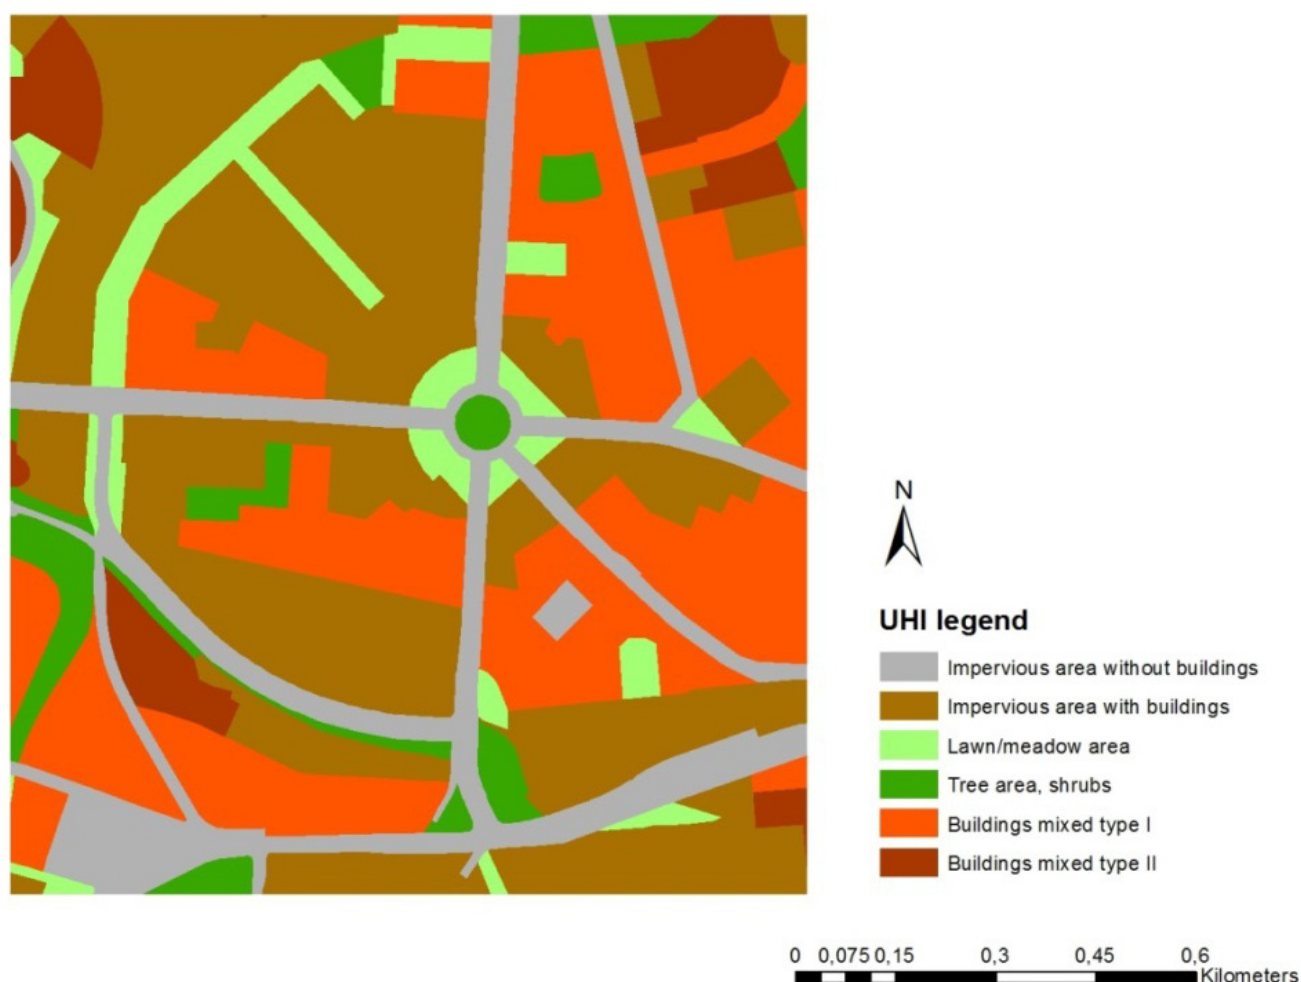 N
UHI legend
Impervious area without buildings
Impervious area with buildings
Lawn/meadow area
Tree area, shrubs
Buildings mixed type I
Buildings mixed type II
0 0,075 0,15 0,3 0,45 0,6
Kilometers